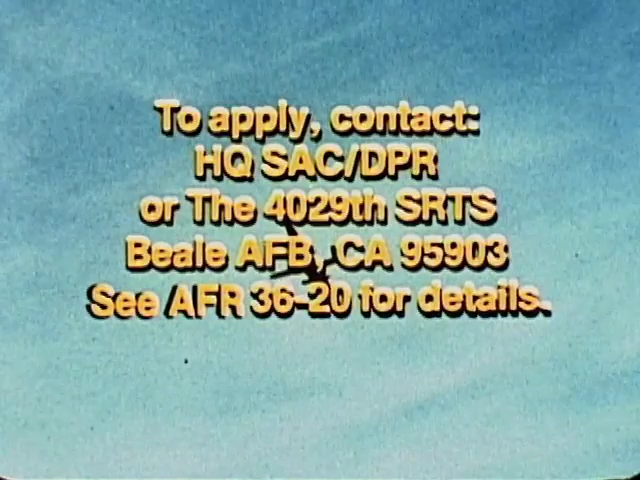 To apply, contact:
HQ SAC/DPR
or The 4029th SRTS
Beale AFB, CA 95903
See AFR 36-20 for details.